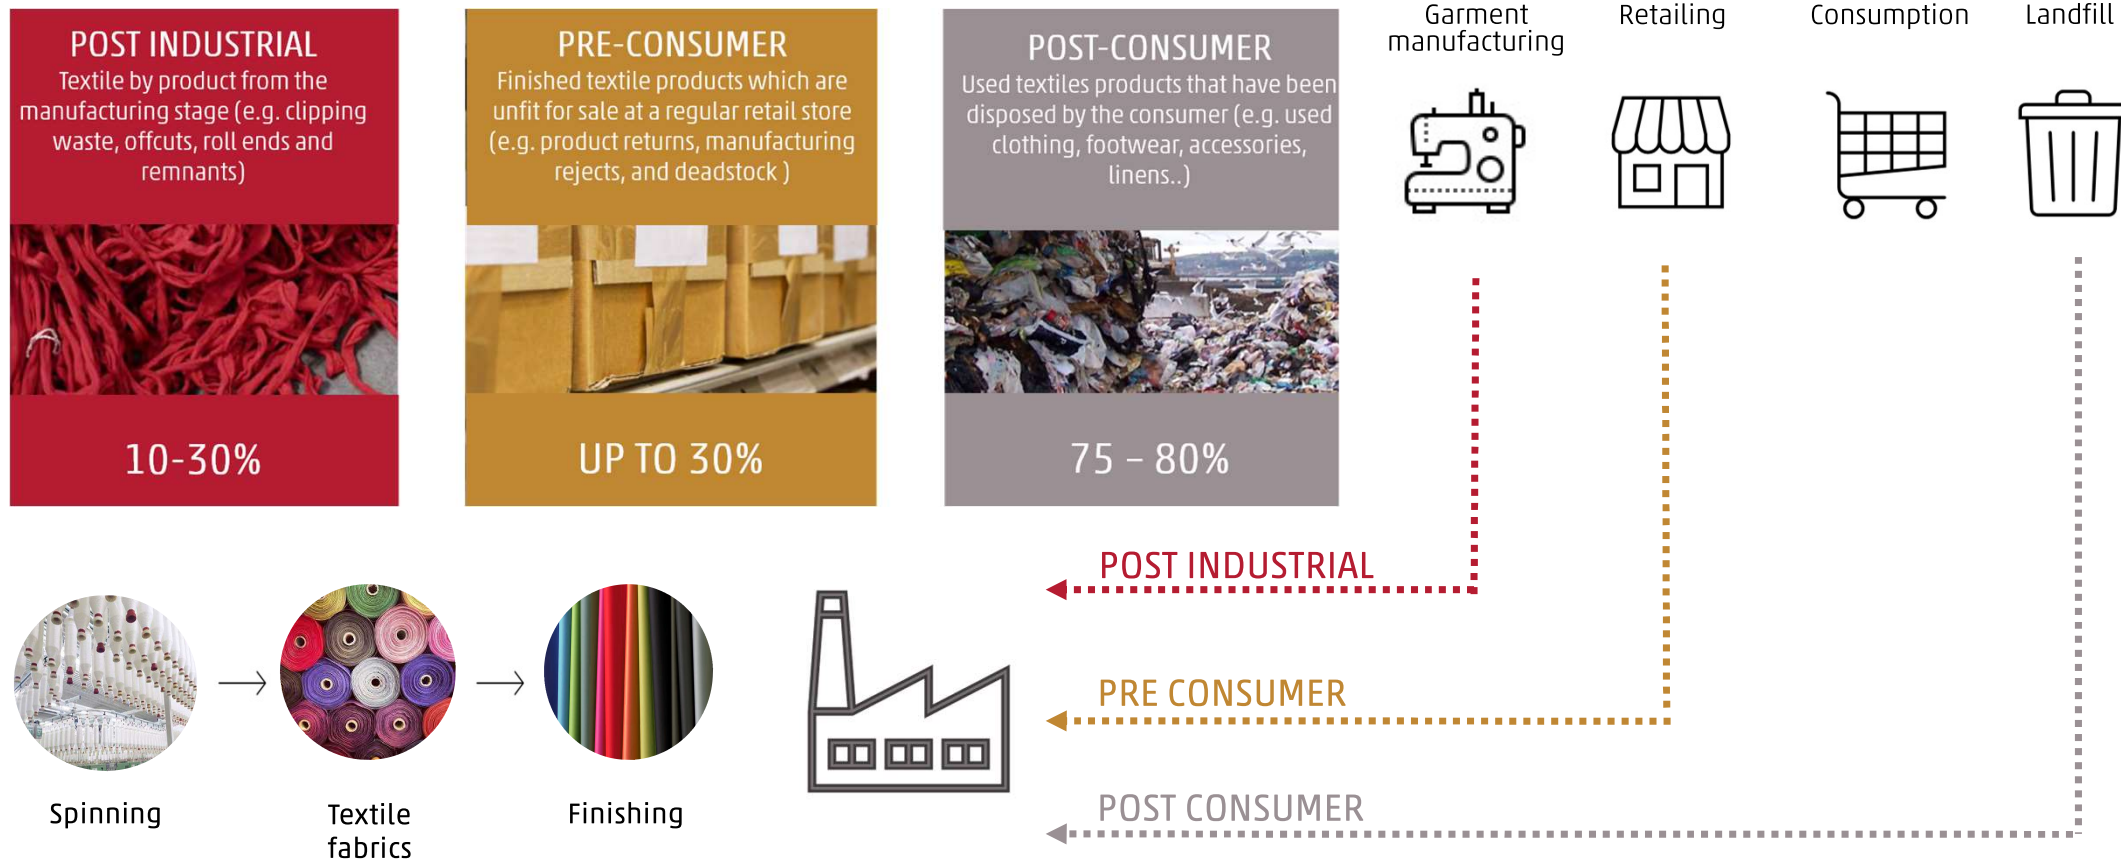 POST INDUSTRIAL
Textile by product from the
manufacturing stage (e.g. clipping
waste, offcuts, roll ends and
remnants)
10-30%
PRE-CONSUMER
Finished textile products which are
unfit for sale at a regular retail store
(e.g. product returns, manufacturing
rejects, and deadstock )
UP TO 30%
POST-CONSUMER
Used textiles products that have been
disposed by the consumer (e.g. used
clothing, footwear, accessories,
linens..)
75 – 80%
Garment
manufacturing
Retailing
Consumption
Landfill
POST INDUSTRIAL
PRE CONSUMER
POST CONSUMER
Spinning
Textile
fabrics
Finishing